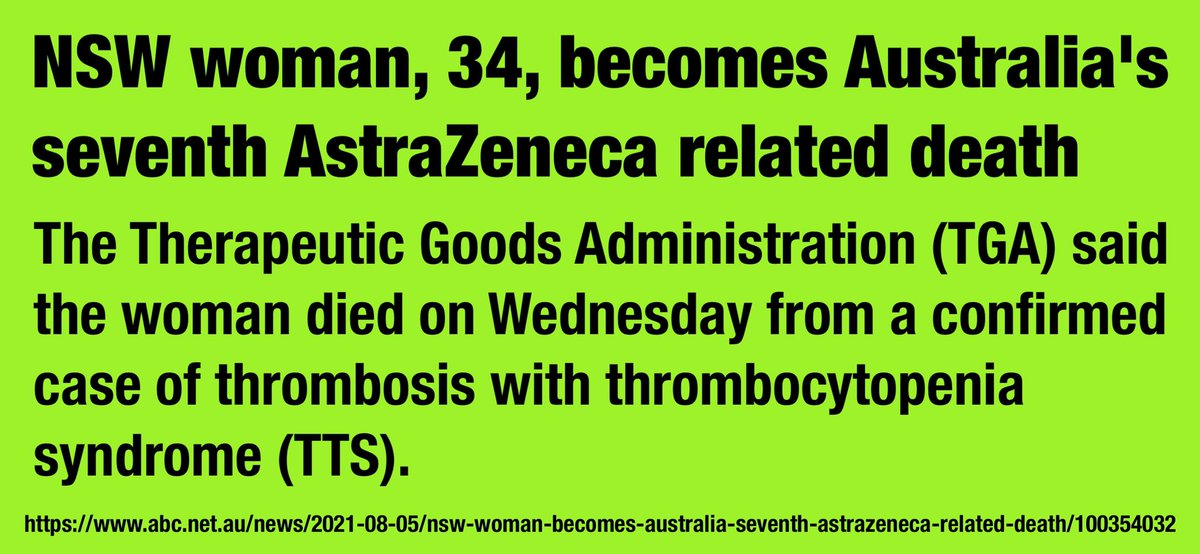 NSW woman, 34, becomes Australia's
seventh AstraZeneca related death
The Therapeutic Goods Administration (TGA) said
the woman died on Wednesday from a confirmed
case of thrombosis with thrombocytopenia
syndrome (TTS).
https://www.abc.net.au/news/2021-08-05/nsw-woman-becomes-australia-seventh-astrazeneca-related-death/100354032